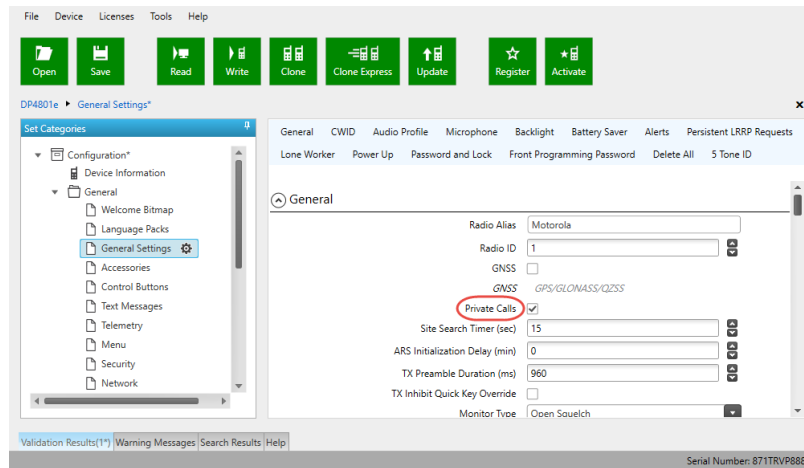 File Device Licenses Tools Help
Open Save Read Write Clone Clone Express Update Register Activate
DP4801e General Settings*
Set Categories
Configuration*
Device Information
General
Welcome Bitmap
Language Packs
General Settings
Accessories
Control Buttons
Text Messages
Telemetry
Menu
Security
Network
General CWID Audio Profile Microphone Backlight Battery Saver Alerts Persistent LRRP Requests
Lone Worker Power Up Password and Lock Front Programming Password Delete All 5 Tone ID
General
Radio Alias Motorola
Radio ID 1
GNSS
GNSS GPS/GLONASS/QZSS
Private Calls
Site Search Timer (sec) 15
ARS Initialization Delay (min) 0
TX Preamble Duration (ms) 960
TX Inhibit Quick Key Override
Monitor Type Open Squelch
Validation Results(1*) Warning Messages Search Results Help
Serial Number: 871TRVP888